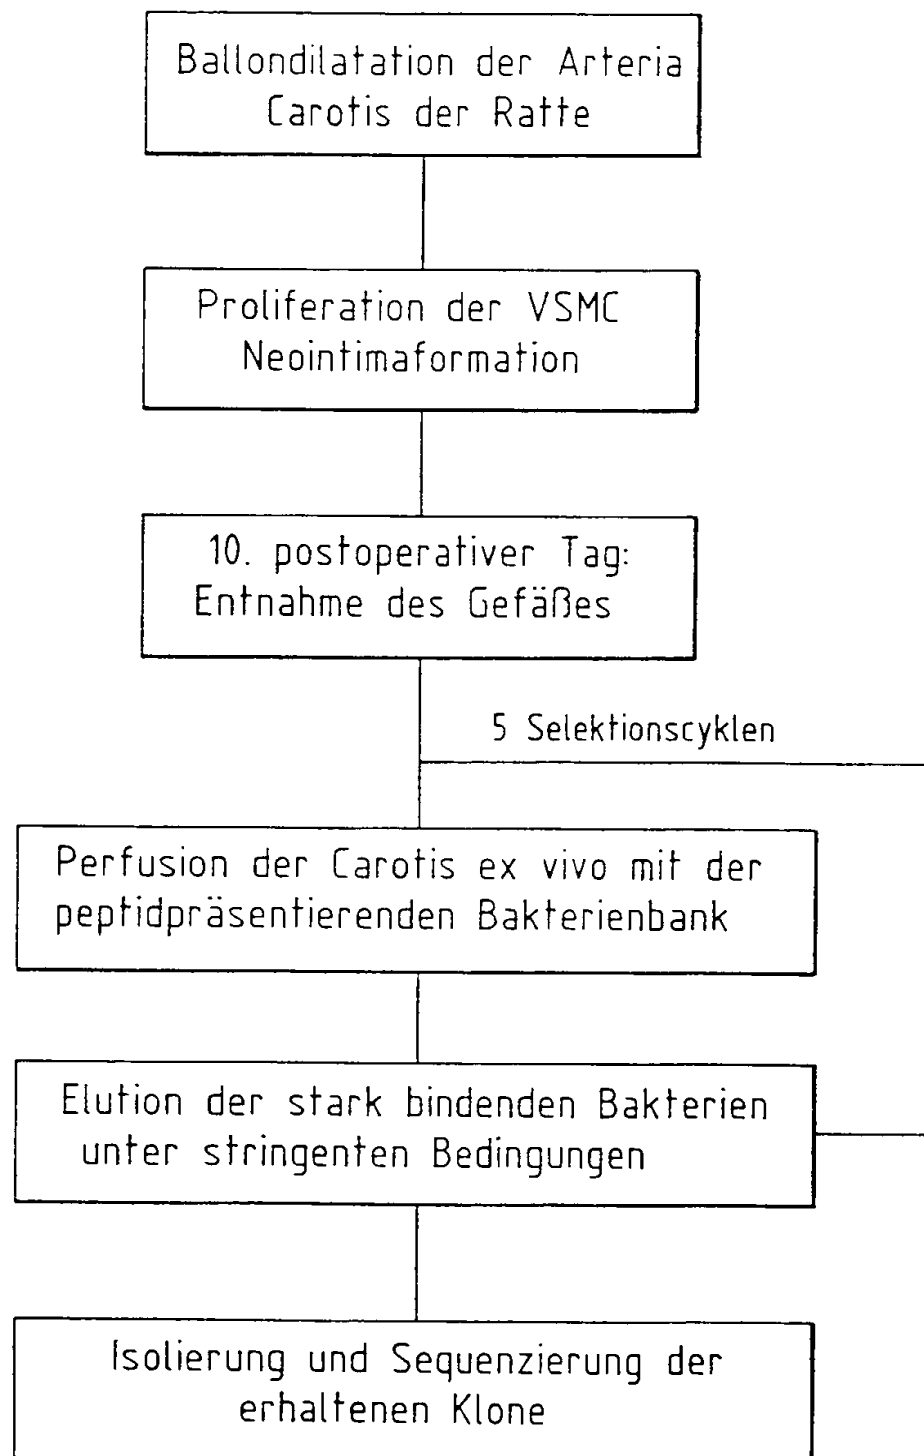 Ballondilatation der Arteria
Carotis der Ratte
Proliferation der VSMC
Neointimaformation
10. postoperativer Tag:
Entnahme des Gefäßes
5 Selektionscyklen
Perfusion der Carotis ex vivo mit der
peptidpräsentierenden Bakterienbank
Elution der stark bindenden Bakterien
unter stringenten Bedingungen
Isolierung und Sequenzierung der
erhaltenen Klone